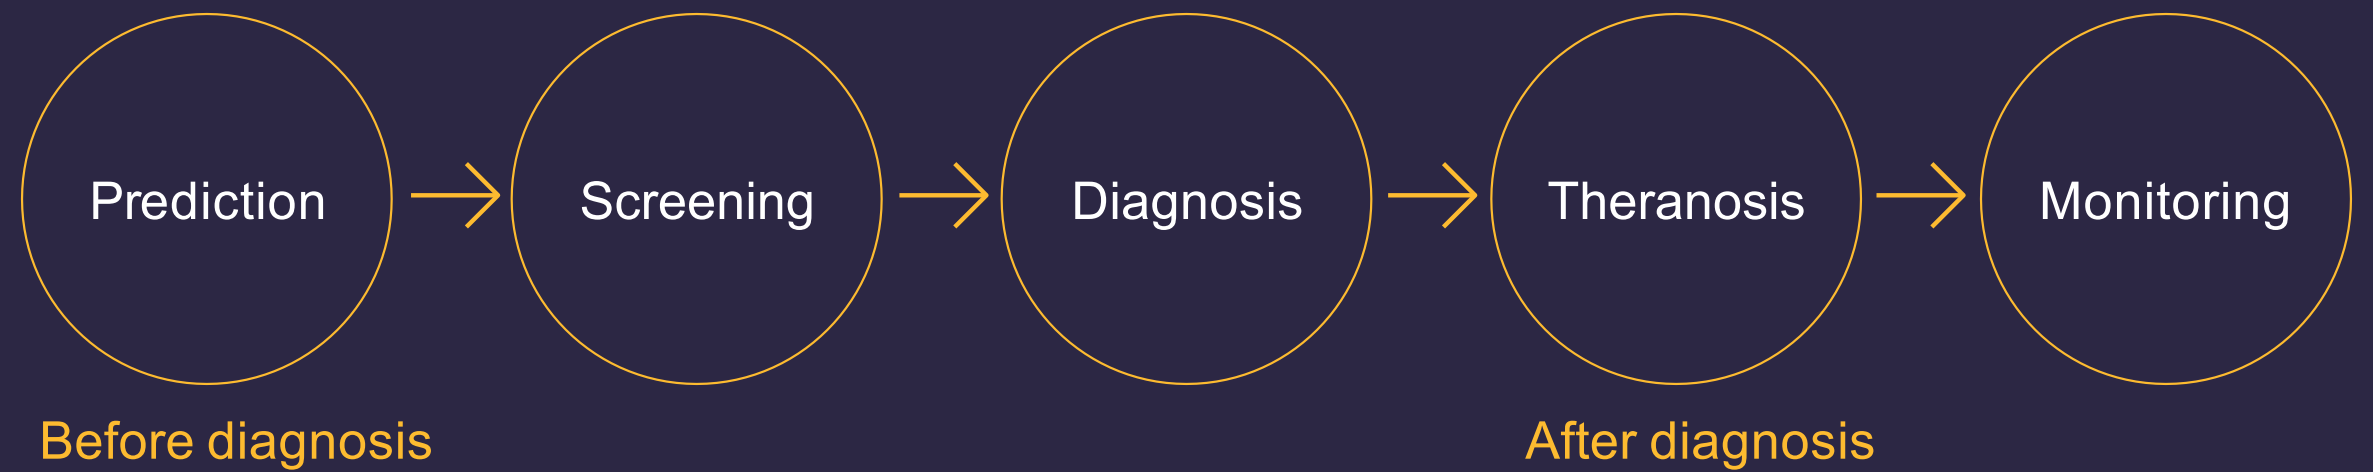 Prediction
Screening
Diagnosis
Theranosis
Monitoring
Before diagnosis
After diagnosis